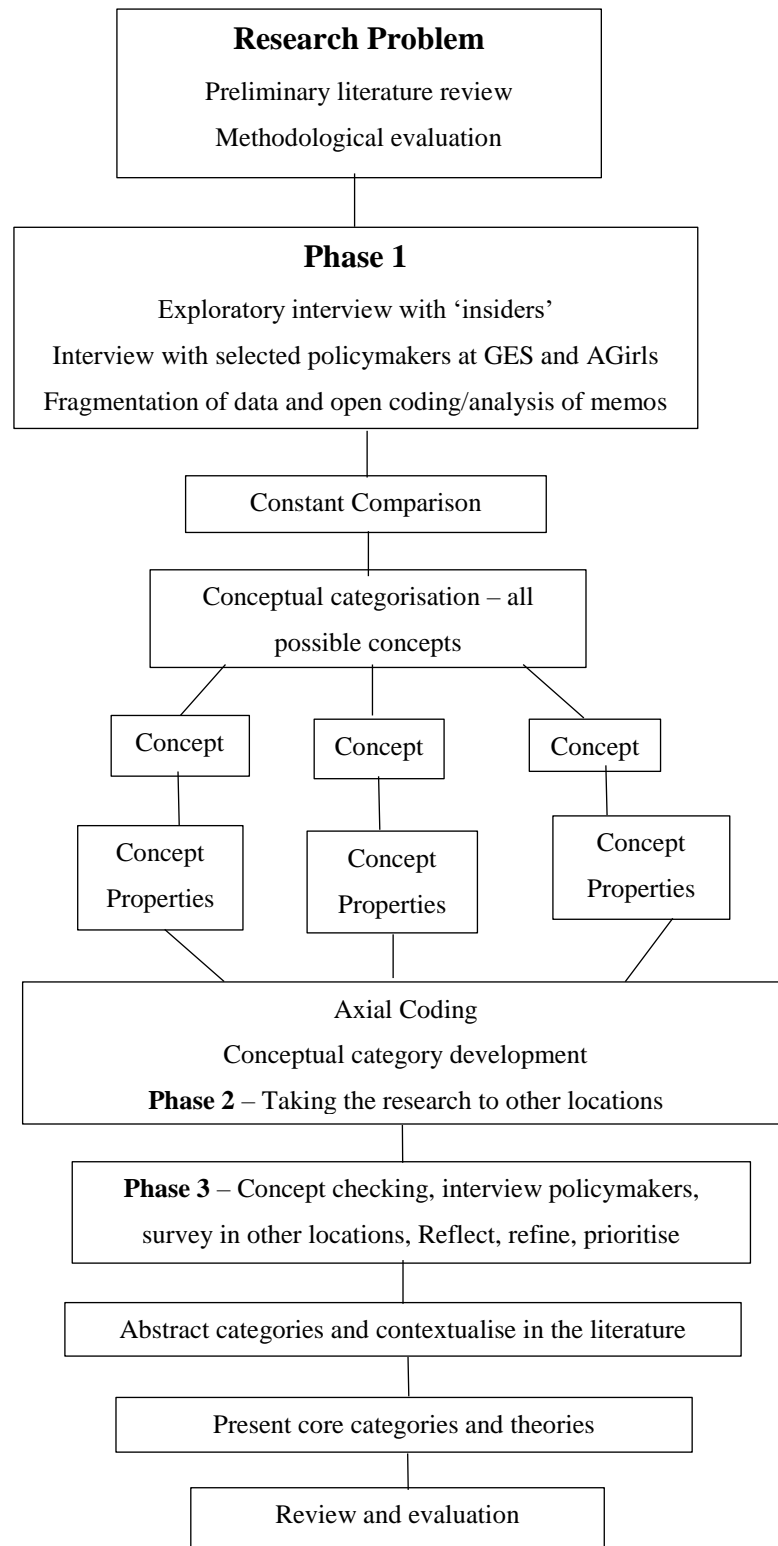 Research Problem
Preliminary literature review
Methodological evaluation
Phase 1
Exploratory interview with ‘insiders’
Interview with selected policymakers at GES and AGirls
Fragmentation of data and open coding/analysis of memos
Constant Comparison
Conceptual categorisation – all
possible concepts
Concept
Concept
Concept
Concept
Properties
Concept
Properties
Concept
Properties
Axial Coding
Conceptual category development
Phase 2 – Taking the research to other locations
Phase 3 – Concept checking, interview policymakers,
survey in other locations, Reflect, refine, prioritise
Abstract categories and contextualise in the literature
Present core categories and theories
Review and evaluation